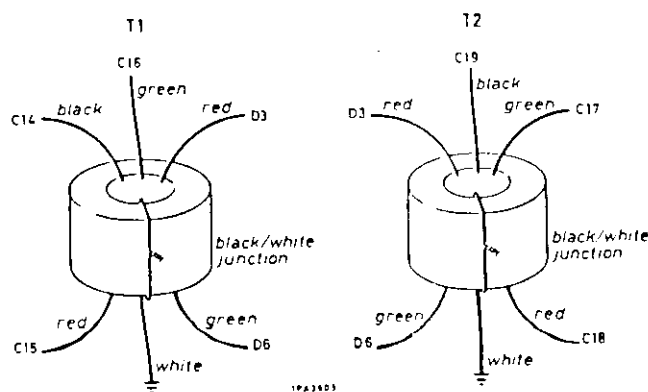 T1
T2
C16
C19
green
black
black
red
red
green
C14
D3
D3
C17
black/white
junction
black/white
junction
red
green
green
red
C15
D6
D6
C18
white
white